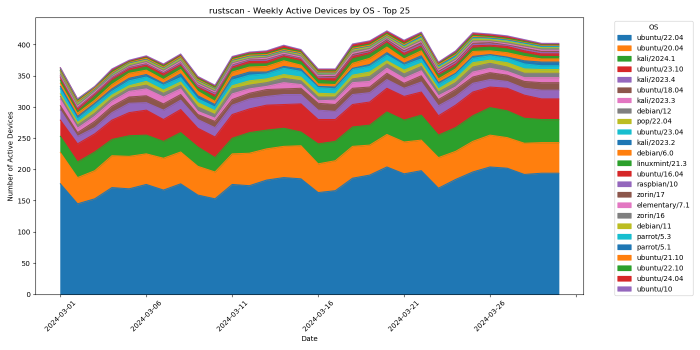 rustscan - Weekly Active Devices by OS - Top 25
Number of Active Devices
400
350
300
250
200
150
100
50
0
2024-03-01
2024-03-06
2024-03-11
2024-03-16
2024-03-21
2024-03-26
Date
OS
ubuntu/22.04
ubuntu/20.04
kali/2024.1
ubuntu/23.10
kali/2023.4
ubuntu/18.04
kali/2023.3
debian/12
pop/22.04
ubuntu/23.04
kali/2023.2
debian/6.0
linuxmint/21.3
ubuntu/16.04
raspbian/10
zorin/17
elementary/7.1
zorin/16
debian/11
parrot/5.3
parrot/5.1
ubuntu/21.10
ubuntu/22.10
ubuntu/24.04
ubuntu/10